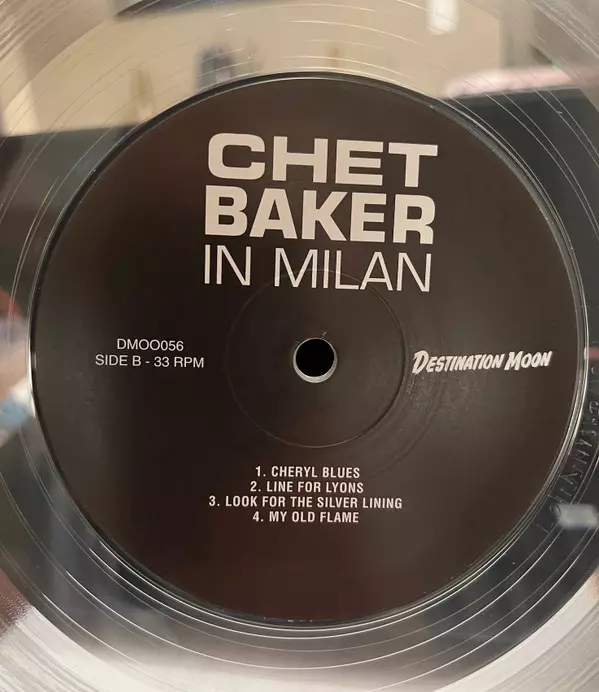 CHET
BAKER
IN MILAN
DMOO056
SIDE B - 33 RPM
DESTINATION MOON
1. CHERYL BLUES
2. LINE FOR LYONS
3. LOOK FOR THE SILVER LINING
4. MY OLD FLAME